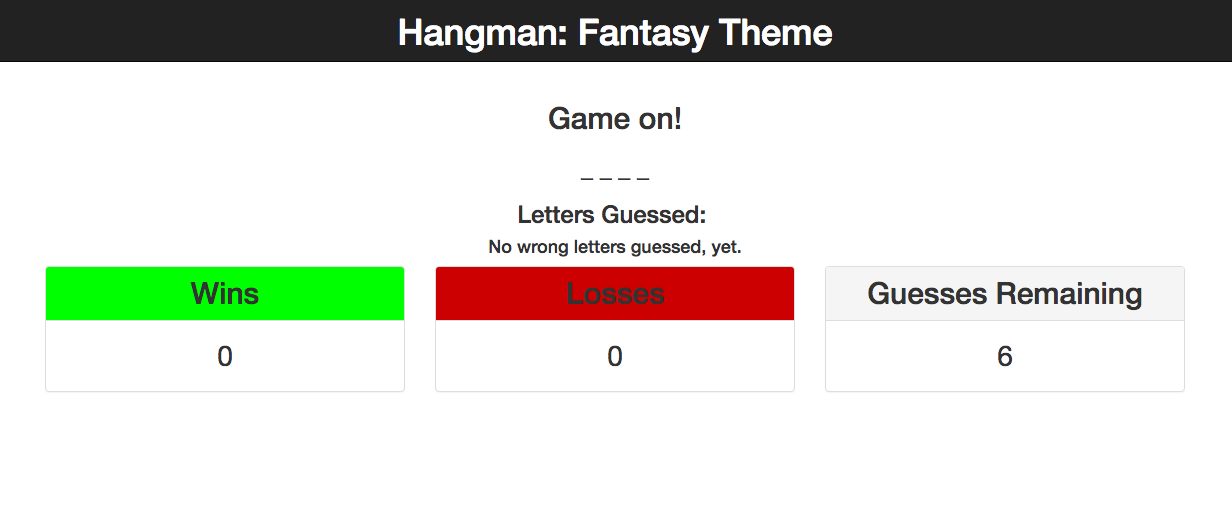 Hangman: Fantasy Theme
Game on!
_ _ _ _
Letters Guessed:
No wrong letters guessed, yet.
Wins
0
Losses
0
Guesses Remaining
6